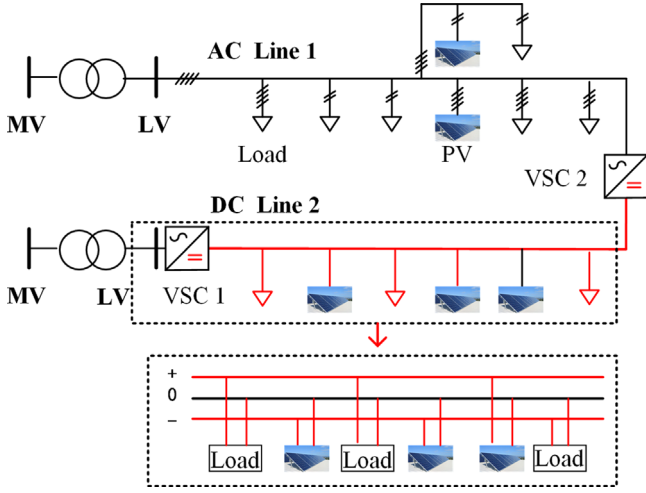 AC Line 1
MV
LV
Load
PV
VSC 2
DC Line 2
MV
LV
VSC 1
+
0
−
Load
Load
Load